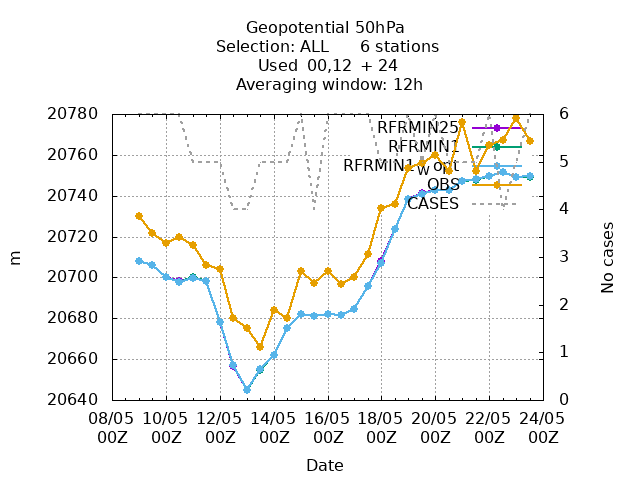 Geopotential 50hPa
Selection: ALL 6 stations
Used 00,12 + 24
Averaging window: 12h
20780
20760
20740
20720
20700
20680
20660
20640
m
6
5
4
3
2
1
0
No cases
RFRMIN25
RFRMIN1
RFRMIN1_w_opt
OBS
CASES
08/05 10/05 12/05 14/05 16/05 18/05 20/05 22/05 24/05
00Z 00Z 00Z 00Z 00Z 00Z 00Z 00Z 00Z
Date